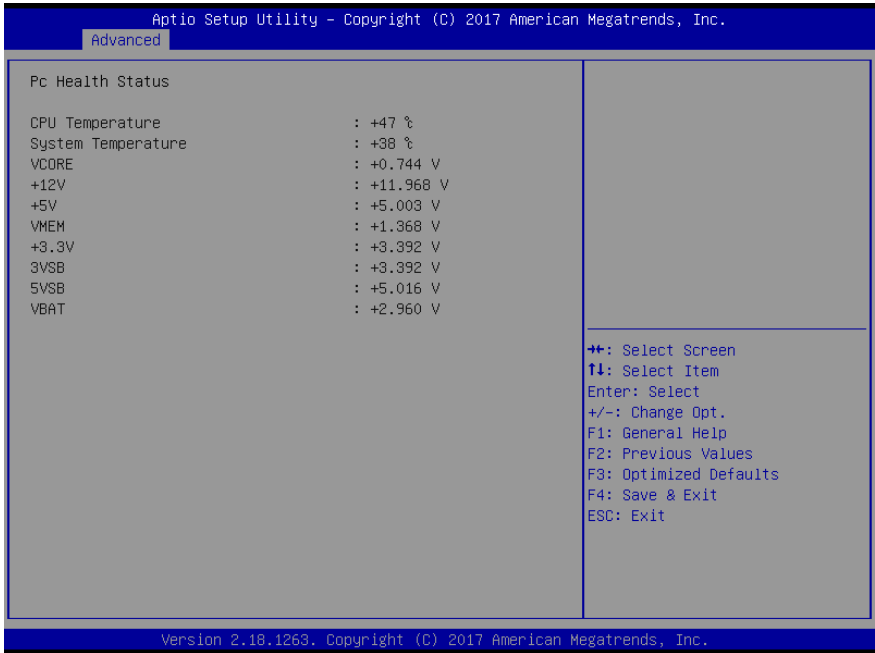 Aptio Setup Utility – Copyright (C) 2017 American Megatrends, Inc.
Advanced
Pc Health Status
CPU Temperature : +47 ℃
System Temperature : +38 ℃
VCORE : +0.744 V
+12V : +11.968 V
+5V : +5.003 V
VMEM : +1.368 V
+3.3V : +3.392 V
3VSB : +3.392 V
5VSB : +5.016 V
VBAT : +2.960 V
→←: Select Screen
↑↓: Select Item
Enter: Select
+/-: Change Opt.
F1: General Help
F2: Previous Values
F3: Optimized Defaults
F4: Save & Exit
ESC: Exit
Version 2.18.1263. Copyright (C) 2017 American Megatrends, Inc.